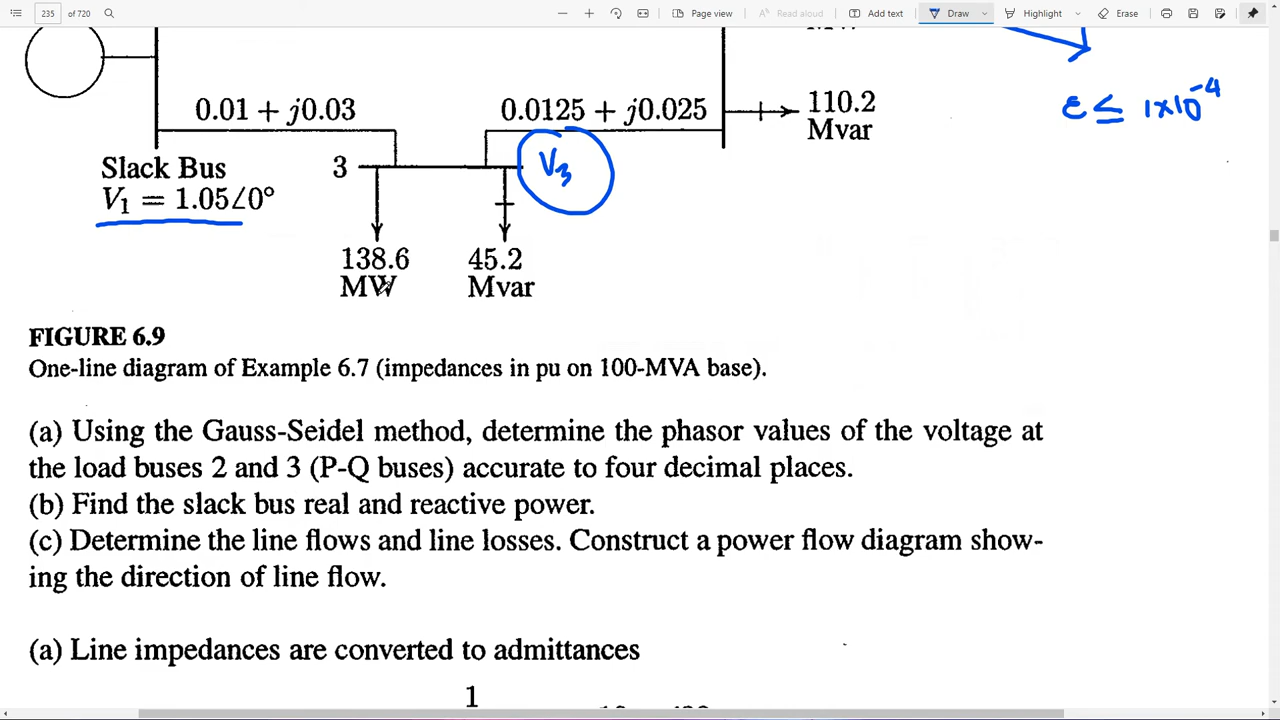 235 of 720
Page view
Read aloud
Add text
Draw
Highlight
Erase
0.01 + j0.03
0.0125 + j0.025
110.2
Mvar
ε ≤ 1×10⁻⁴
Slack Bus
V₁ = 1.05∠0°
3
V₃
138.6
MW
45.2
Mvar
FIGURE 6.9
One-line diagram of Example 6.7 (impedances in pu on 100-MVA base).
(a) Using the Gauss-Seidel method, determine the phasor values of the voltage at
the load buses 2 and 3 (P-Q buses) accurate to four decimal places.
(b) Find the slack bus real and reactive power.
(c) Determine the line flows and line losses. Construct a power flow diagram show-
ing the direction of line flow.
(a) Line impedances are converted to admittances
1